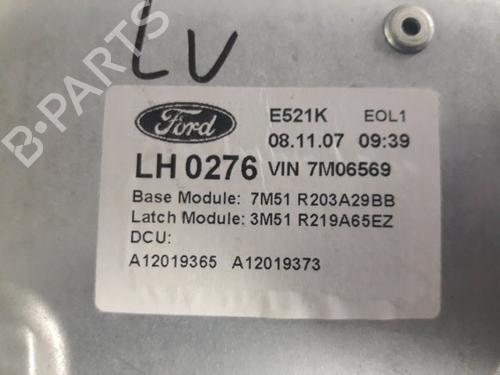 LV
Ford
E521K EOL1
08.11.07 09:39
LH 0276 VIN 7M06569
Base Module: 7M51 R203A29BB
Latch Module: 3M51 R219A65EZ
DCU:
A12019365 A12019373